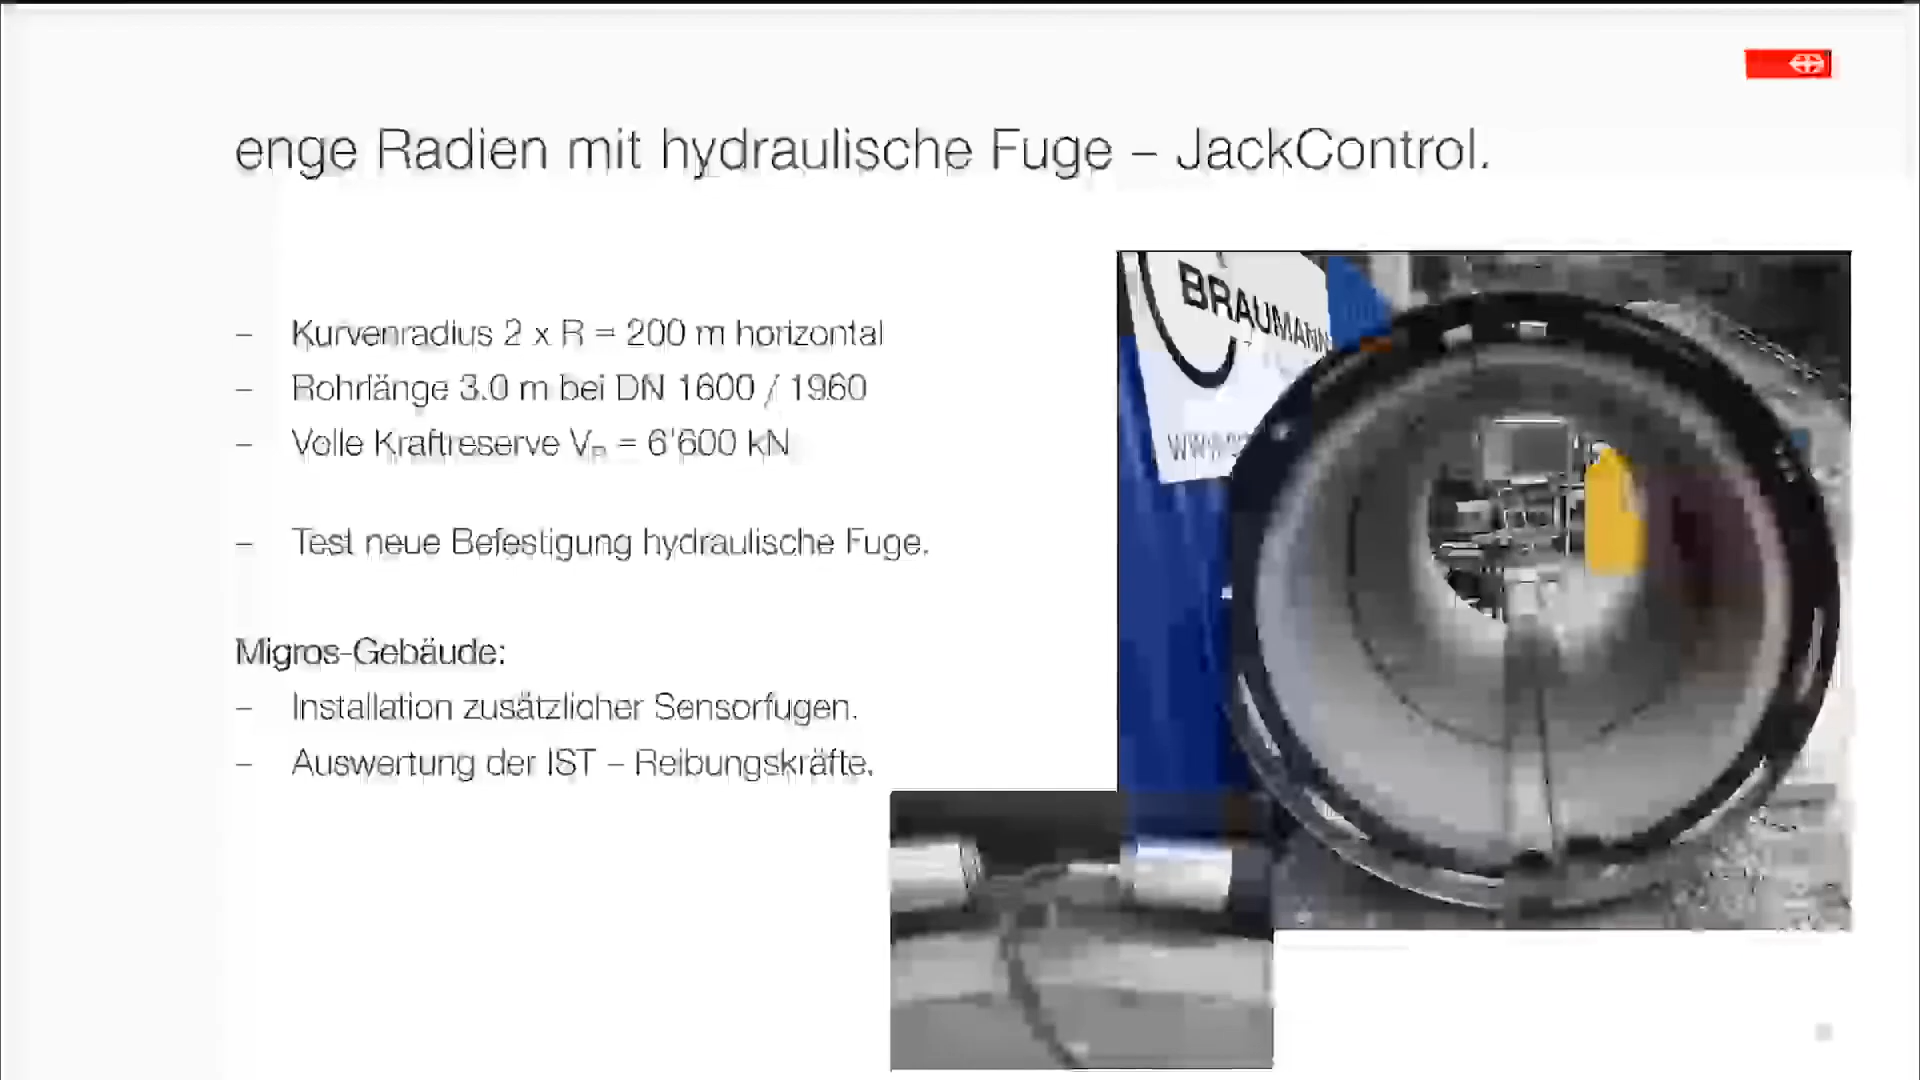 enge Radien mit hydraulische Fuge – JackControl.
– Kurvenradius 2 x R = 200 m horizontal
– Rohrlänge 3.0 m bei DN 1600 / 1960
– Volle Kraftreserve V = 6'600 kN
– Test neue Befestigung hydraulische Fuge.
Migros-Gebäude:
– Installation zusätzlicher Sensorfugen.
– Auswertung der IST – Reibungskräfte.
BRAUMANN